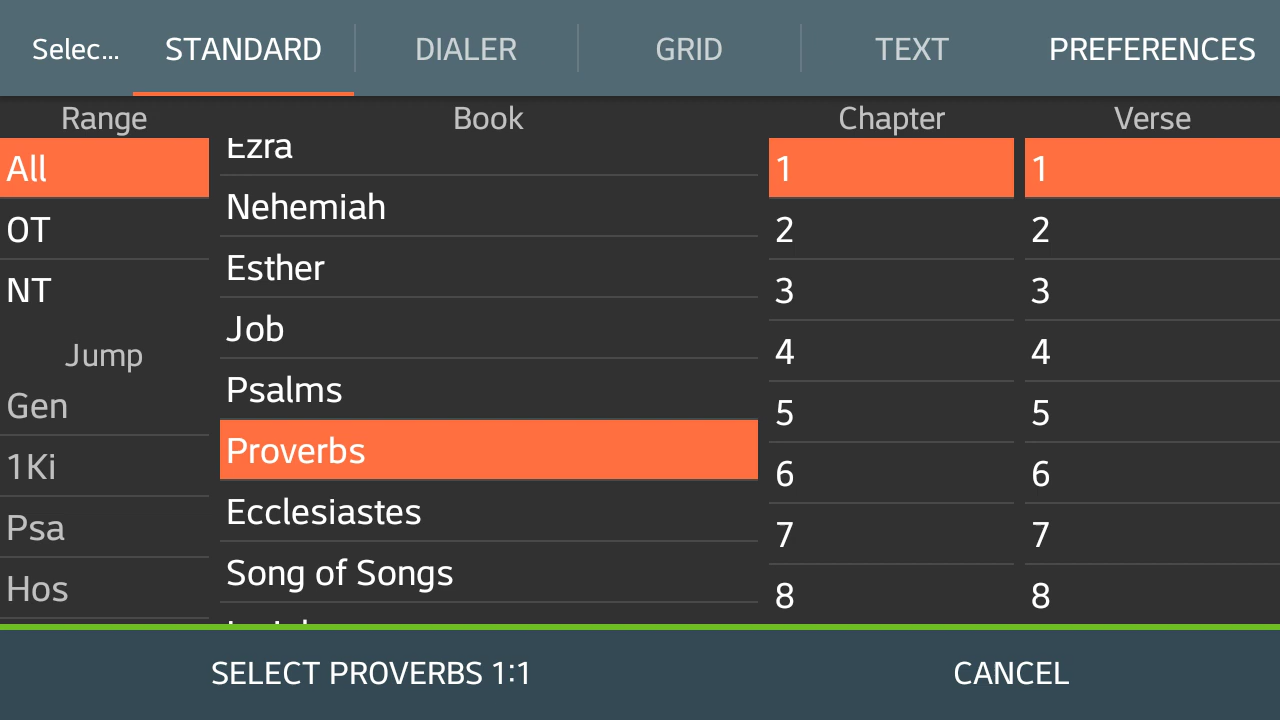 Selec...
STANDARD
DIALER
GRID
TEXT
PREFERENCES
Range
Book
Chapter
Verse
All
OT
NT
Jump
Gen
1Ki
Psa
Hos
Ezra
Nehemiah
Esther
Job
Psalms
Proverbs
Ecclesiastes
Song of Songs
1
2
3
4
5
6
7
8
1
2
3
4
5
6
7
8
SELECT PROVERBS 1:1
CANCEL